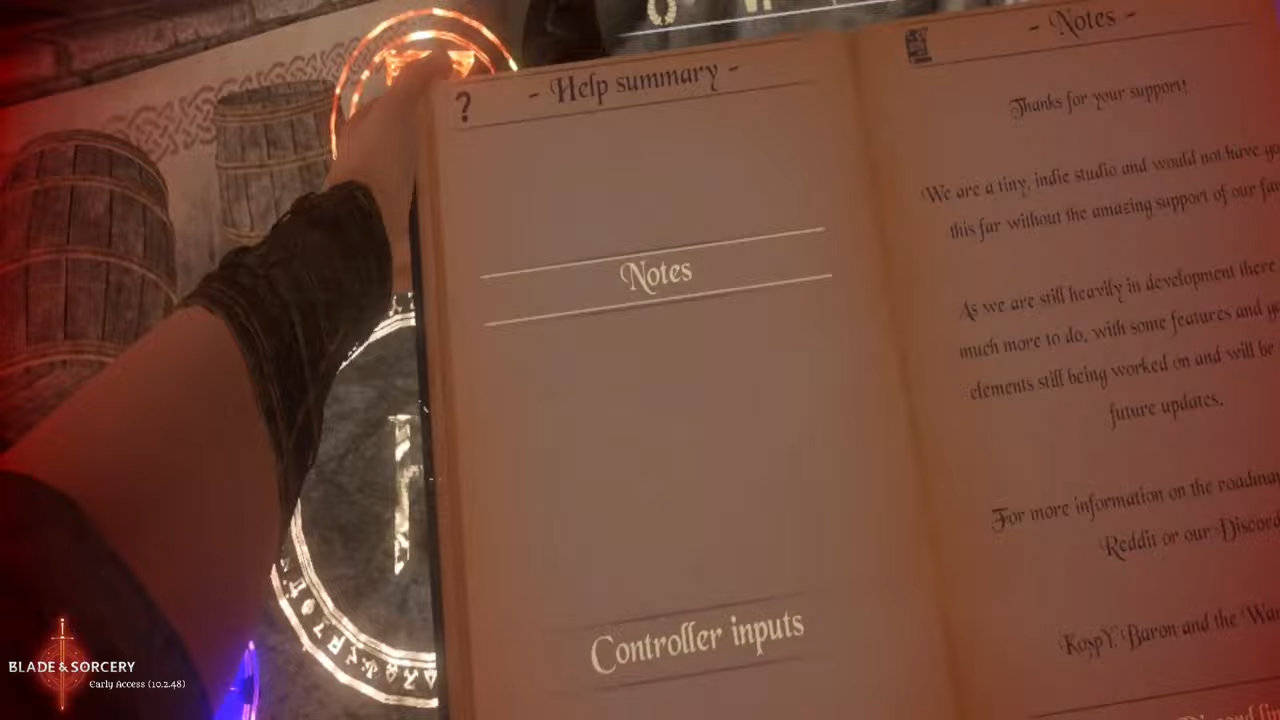 - Help summary -
?
Notes
Controller inputs
- Notes -
Thanks for your support!
We are a tiny, indie studio and would not have
this far without the amazing support of our
As we are still heavily in development there
much more to do, with some features and
elements still being worked on and will be
future updates.
For more information on the roadmap
Reddit or our Discord
KospY, Baron and the
BLADE & SORCERY
Early Access (10.2.48)